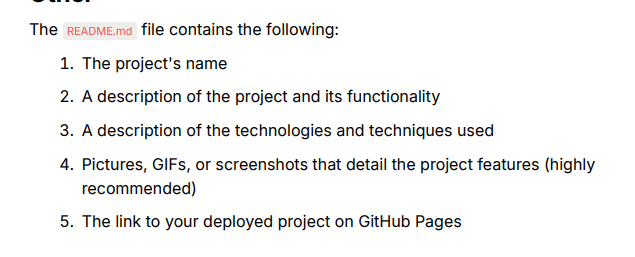 The README.md file contains the following:
1. The project's name
2. A description of the project and its functionality
3. A description of the technologies and techniques used
4. Pictures, GIFs, or screenshots that detail the project features (highly
recommended)
5. The link to your deployed project on GitHub Pages